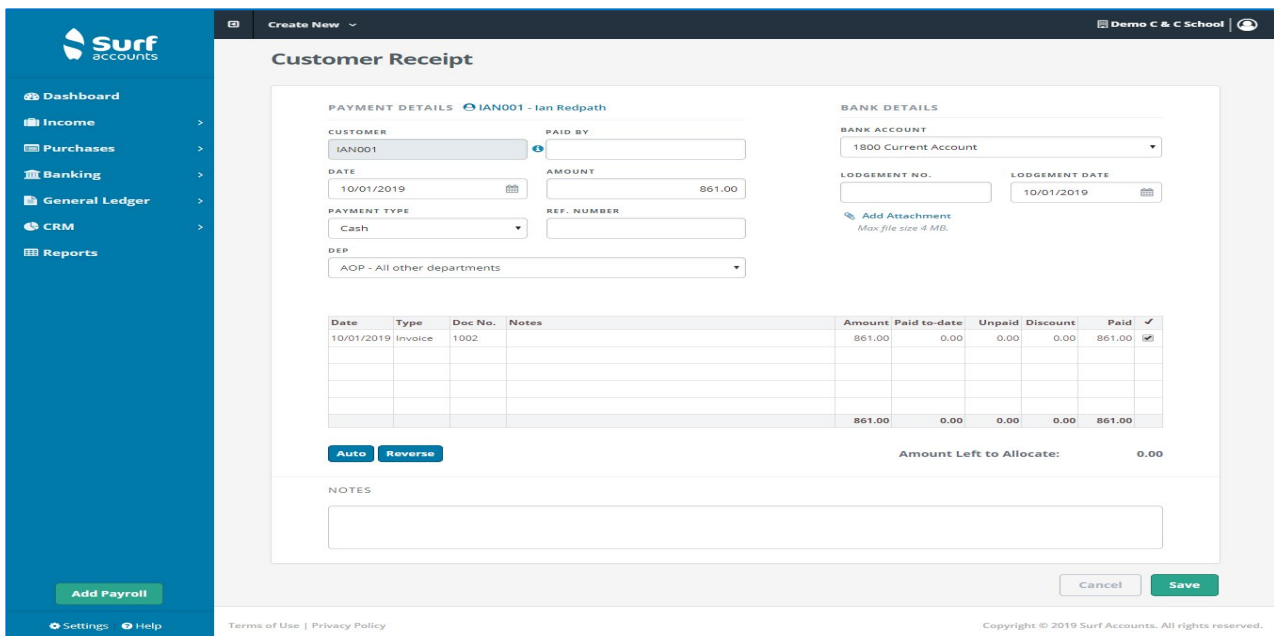 Surf
accounts
Create New
Demo C & C School
Dashboard
Income
Purchases
Banking
General Ledger
CRM
Reports
Add Payroll
Settings Help
Customer Receipt
PAYMENT DETAILS IAN001 - Ian Redpath
CUSTOMER PAID BY
IAN001
DATE AMOUNT
10/01/2019 861.00
PAYMENT TYPE REF. NUMBER
Cash
DEP
AOP - All other departments
BANK DETAILS
BANK ACCOUNT
1800 Current Account
LODGEMENT NO. LODGEMENT DATE
10/01/2019
Add Attachment
Max file size 4 MB.
Date Type Doc No. Notes Amount Paid to-date Unpaid Discount Paid ✓
10/01/2019 Invoice 1002 861.00 0.00 0.00 0.00 861.00
861.00 0.00 0.00 0.00 861.00
Auto Reverse Amount Left to Allocate: 0.00
NOTES
Cancel Save
Terms of Use | Privacy Policy Copyright © 2019 Surf Accounts. All rights reserved.